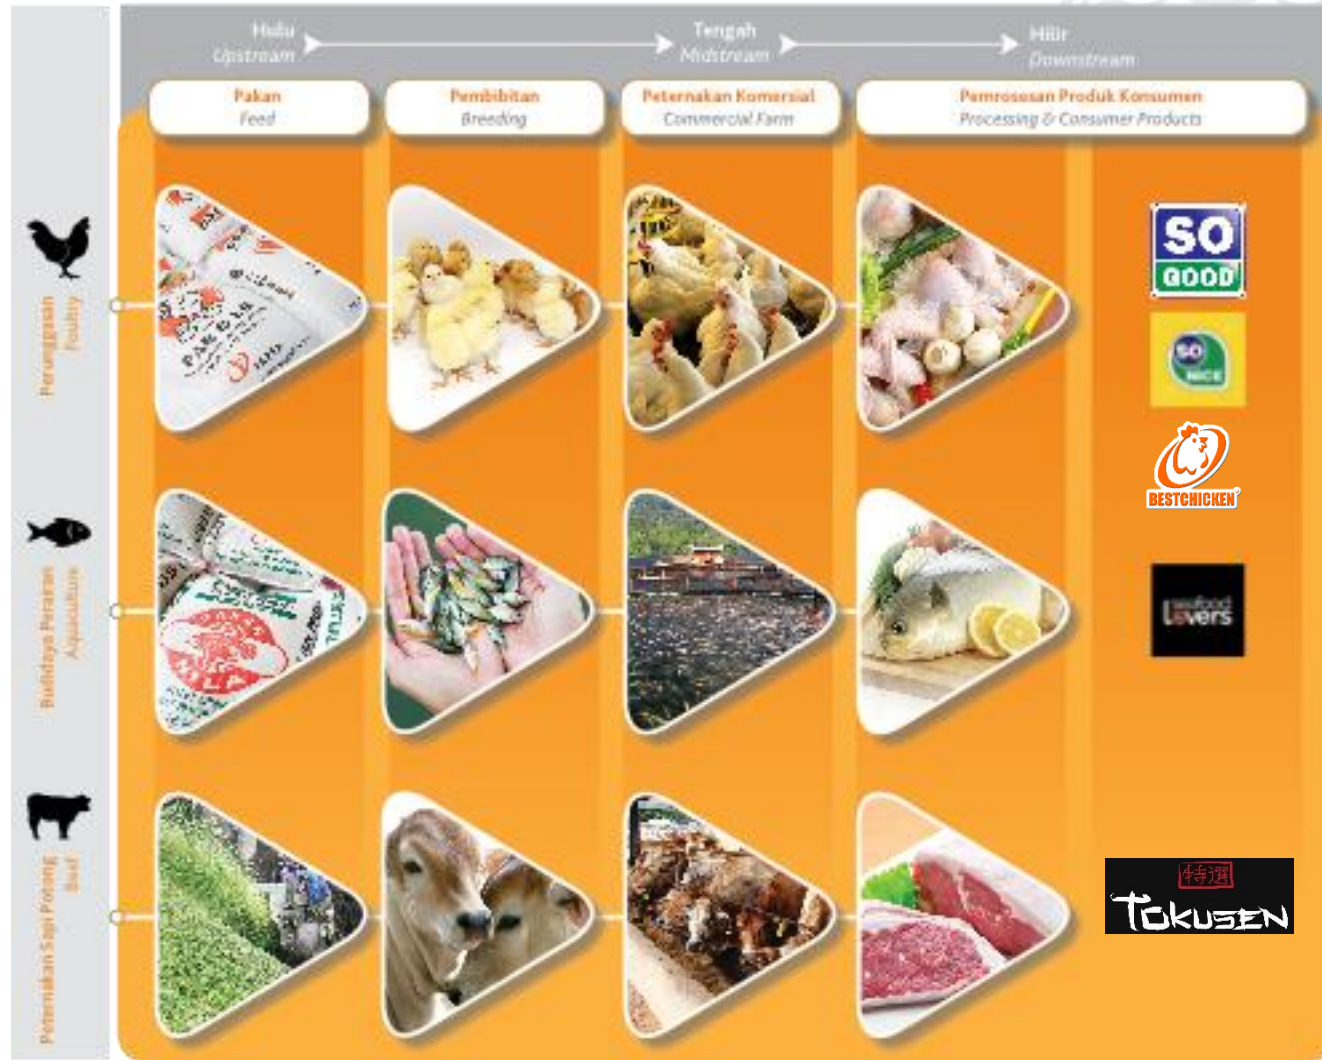 Hulu
Upstream
Tengah
Midstream
Hilir
Downstream
Pakan
Feed
Pembibitan
Breeding
Peternakan Komersial
Commercial Farm
Pemrosesan Produk Konsumen
Processing & Consumer Products
Perunggasan
Poultry
SO
GOOD
SO
NICE
BESTCHICKEN
Budidaya Perairan
Aquaculture
Lovers
Peternakan Sapi Potong
Beef
特選
TOKUSEN